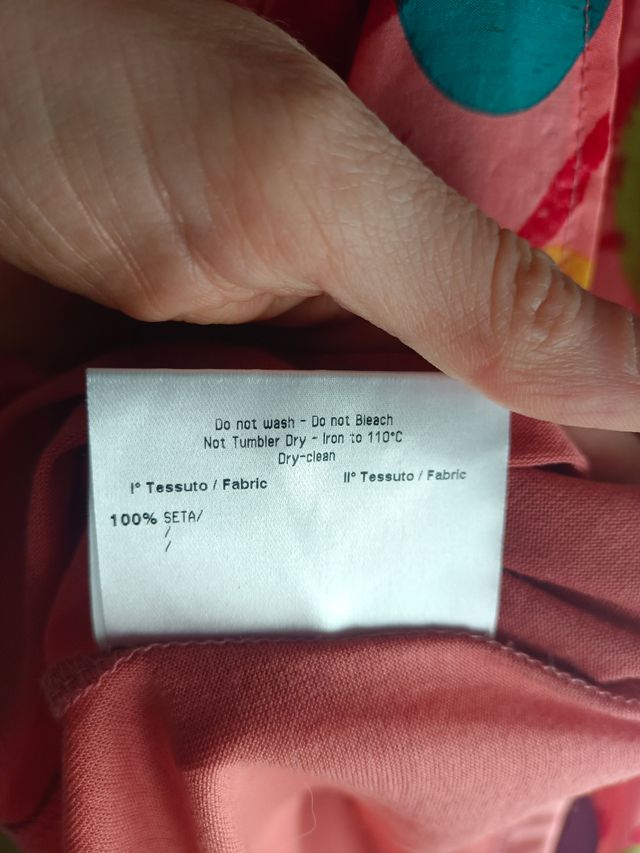 Do not wash - Do not Bleach
Not Tumbler Dry - Iron to 110°C
Dry-clean
I° Tessuto / Fabric II° Tessuto / Fabric
100% SETA/
/
/